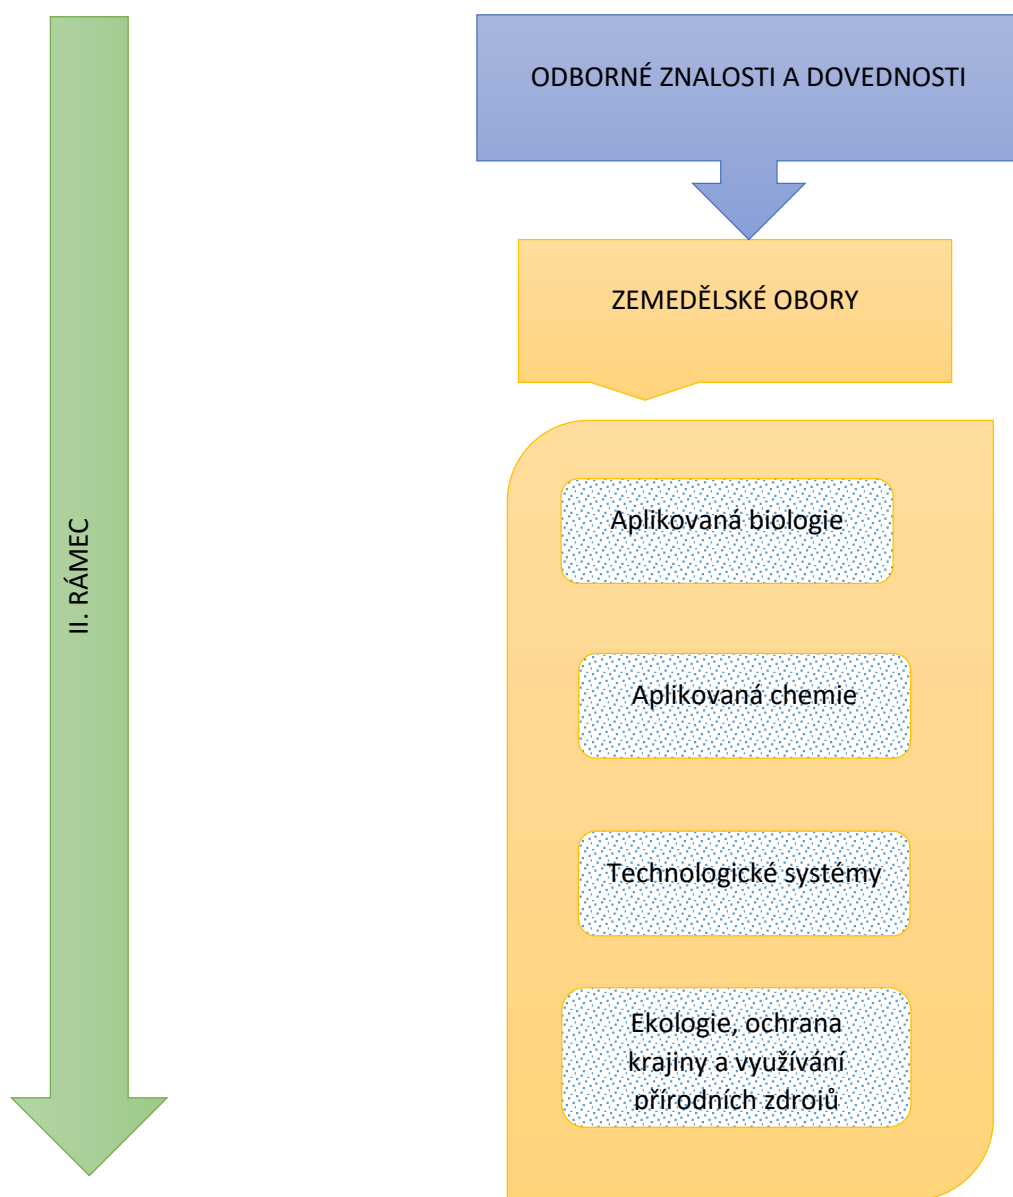 ODBORNÉ ZNALOSTI A DOVEDNOSTI
ZEMEDĚLSKÉ OBORY
II. RÁMEC
Aplikovaná biologie
Aplikovaná chemie
Technologické systémy
Ekologie, ochrana
krajiny a využívání
přírodních zdrojů